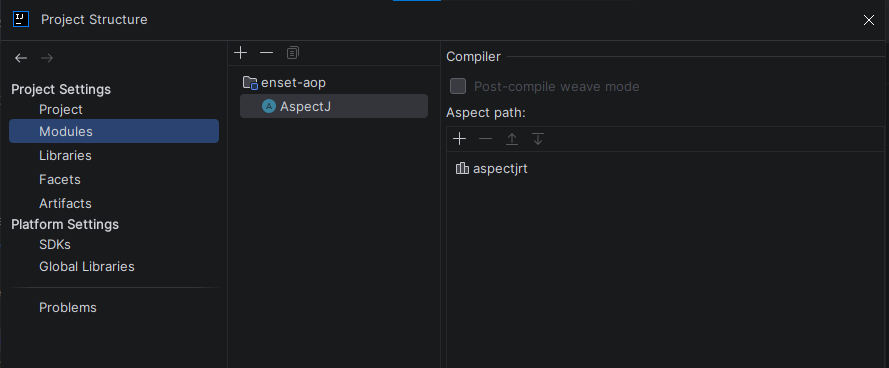 IJ
Project Structure
Project Settings
Project
Modules
Libraries
Facets
Artifacts
Platform Settings
SDKs
Global Libraries
Problems
enset-aop
A AspectJ
Compiler
Post-compile weave mode
Aspect path:
aspectjrt